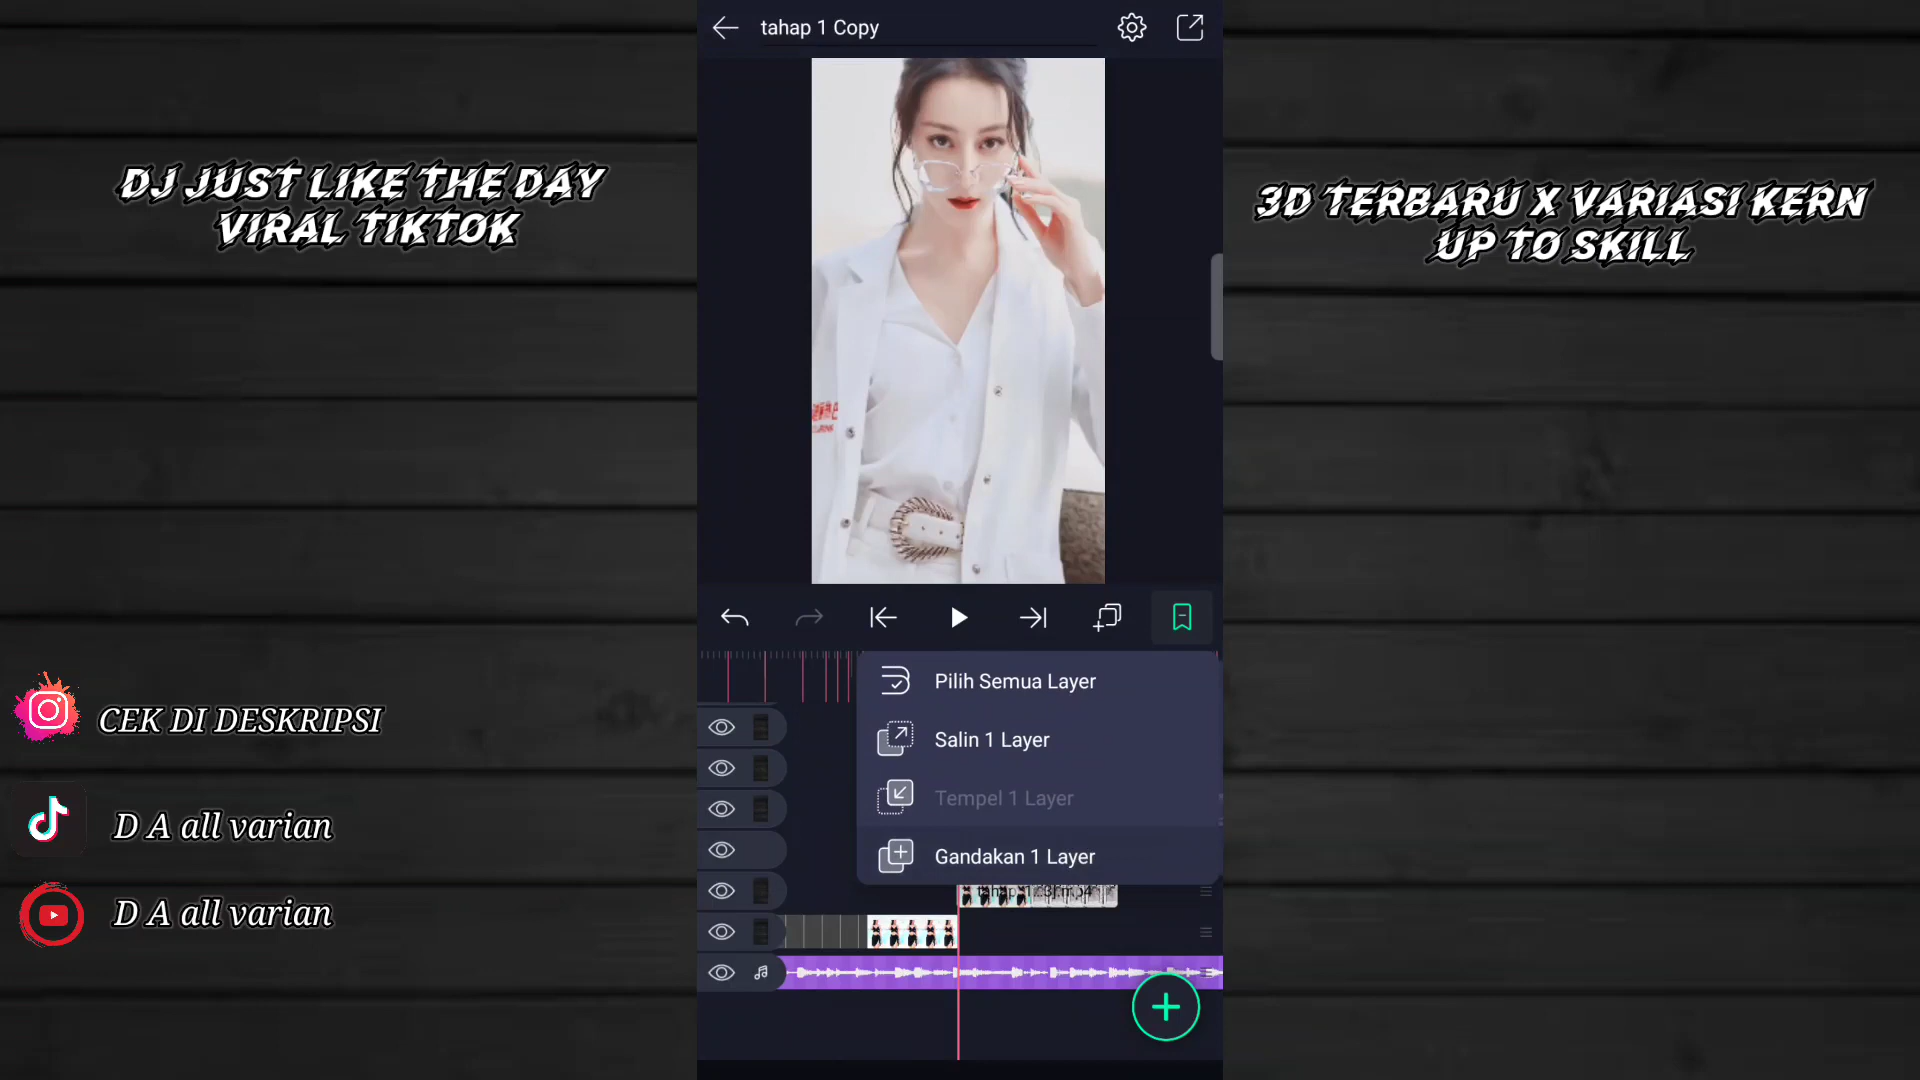 tahap 1 Copy
DJ JUST LIKE THE DAY
VIRAL TIKTOK
3D TERBARU X VARIASI KERN
UP TO SKILL
Pilih Semua Layer
Salin 1 Layer
Tempel 1 Layer
Gandakan 1 Layer
CEK DI DESKRIPSI
D A all varian
D A all varian